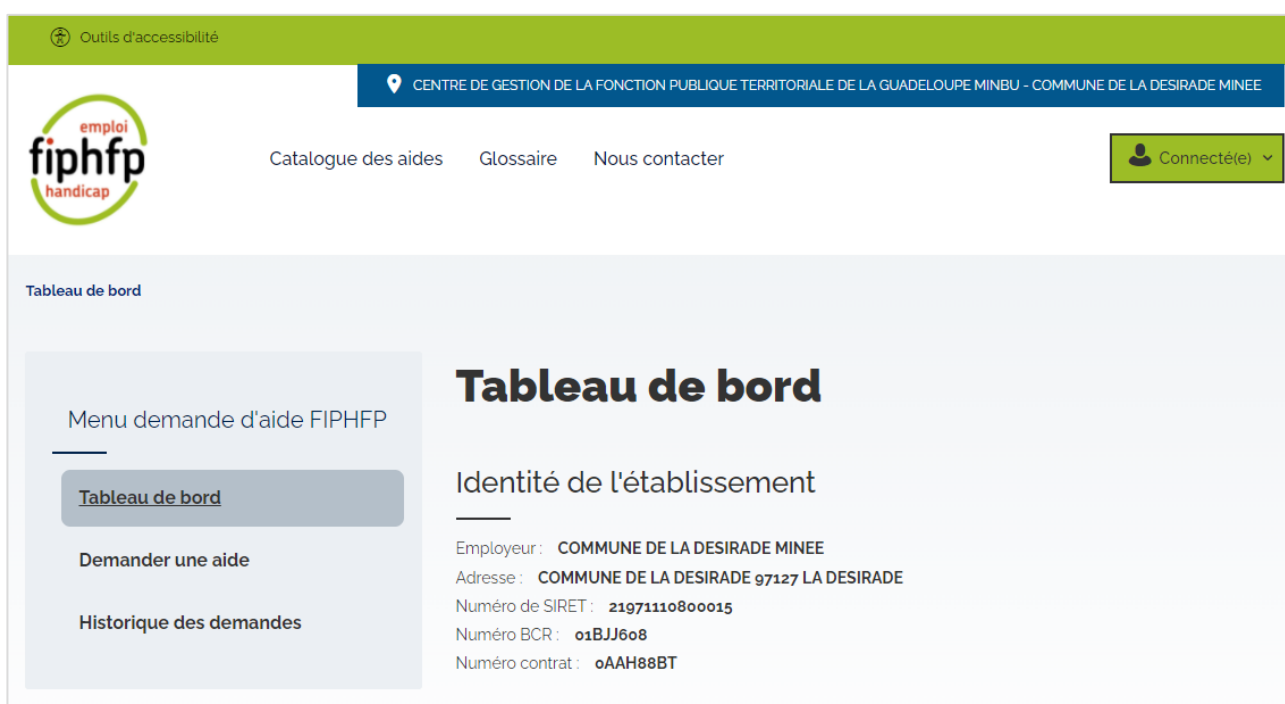 Outils d'accessibilité
CENTRE DE GESTION DE LA FONCTION PUBLIQUE TERRITORIALE DE LA GUADELOUPE MINBU - COMMUNE DE LA DESIRADE MINEE
emploi
fiphfp
handicap
Catalogue des aides Glossaire Nous contacter
Connecté(e)
Tableau de bord
Menu demande d'aide FIPHFP
Tableau de bord
Demander une aide
Historique des demandes
Tableau de bord
Identité de l'établissement
Employeur : COMMUNE DE LA DESIRADE MINEE
Adresse : COMMUNE DE LA DESIRADE 97127 LA DESIRADE
Numéro de SIRET : 21971110800015
Numéro BCR : 01BJJ608
Numéro contrat : 0AAH88BT